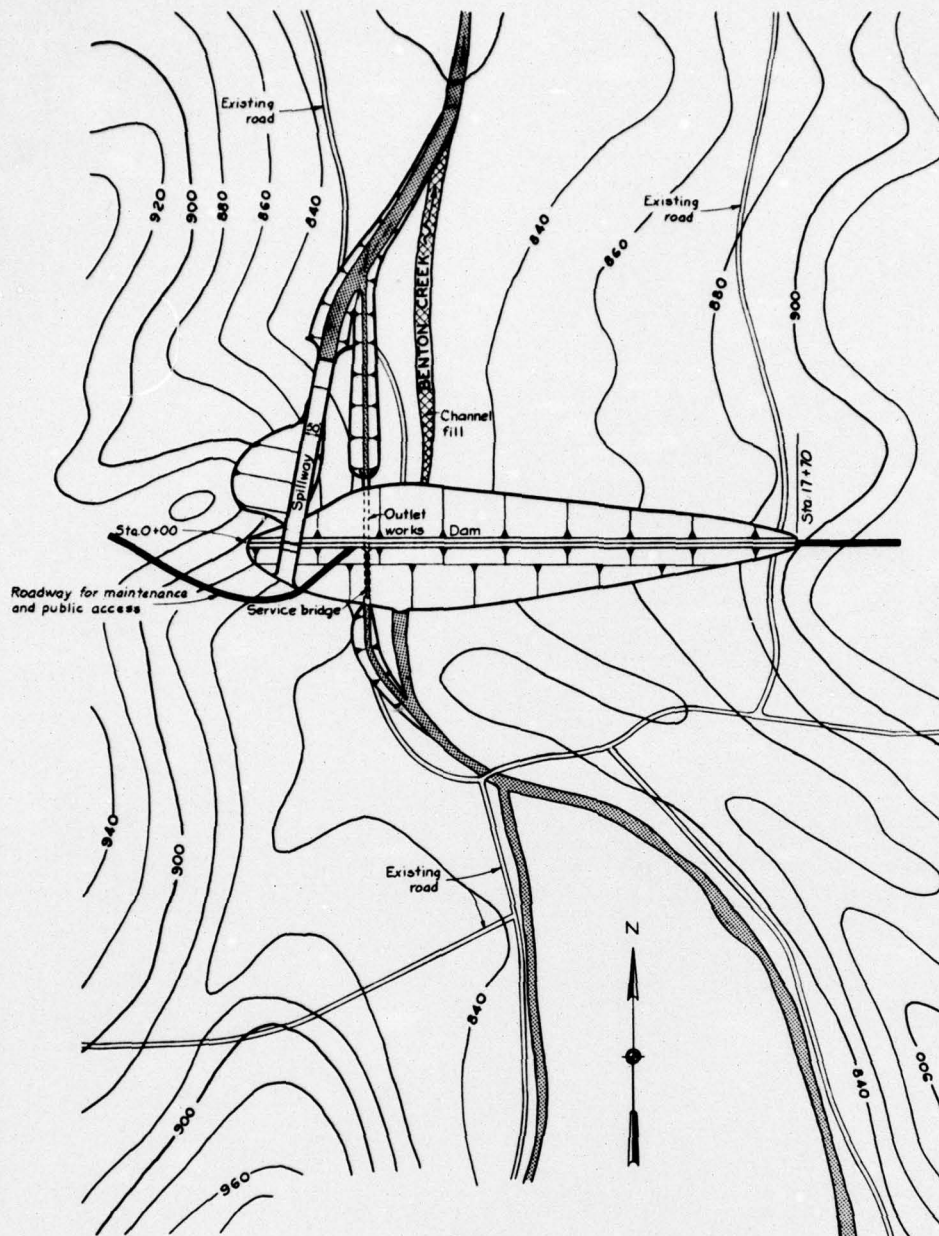 Existing
road
Existing
road
920
900
880
860
840
840
860
880
900
BENTON CREEK
Channel
fill
Spillway
Sta. 17+70
Outlet
works
Dam
Sta. 0+00
Roadway for maintenance
and public access
Service bridge
940
900
Existing
road
N
840
840
900
900
960